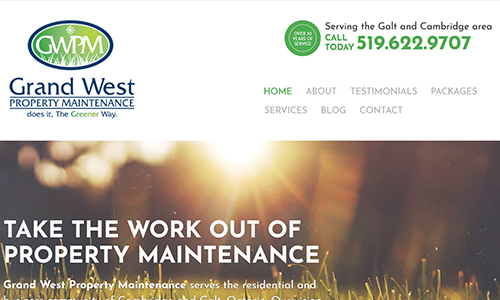 GWPM
Grand West
PROPERTY MAINTENANCE
does it, The Greener Way.
OVER 30
YEARS OF
SERVICE
Serving the Galt and Cambridge area
CALL
TODAY 519.622.9707
HOME ABOUT TESTIMONIALS PACKAGES
SERVICES BLOG CONTACT
TAKE THE WORK OUT OF
PROPERTY MAINTENANCE
Grand West Property Maintenance serves the residential and